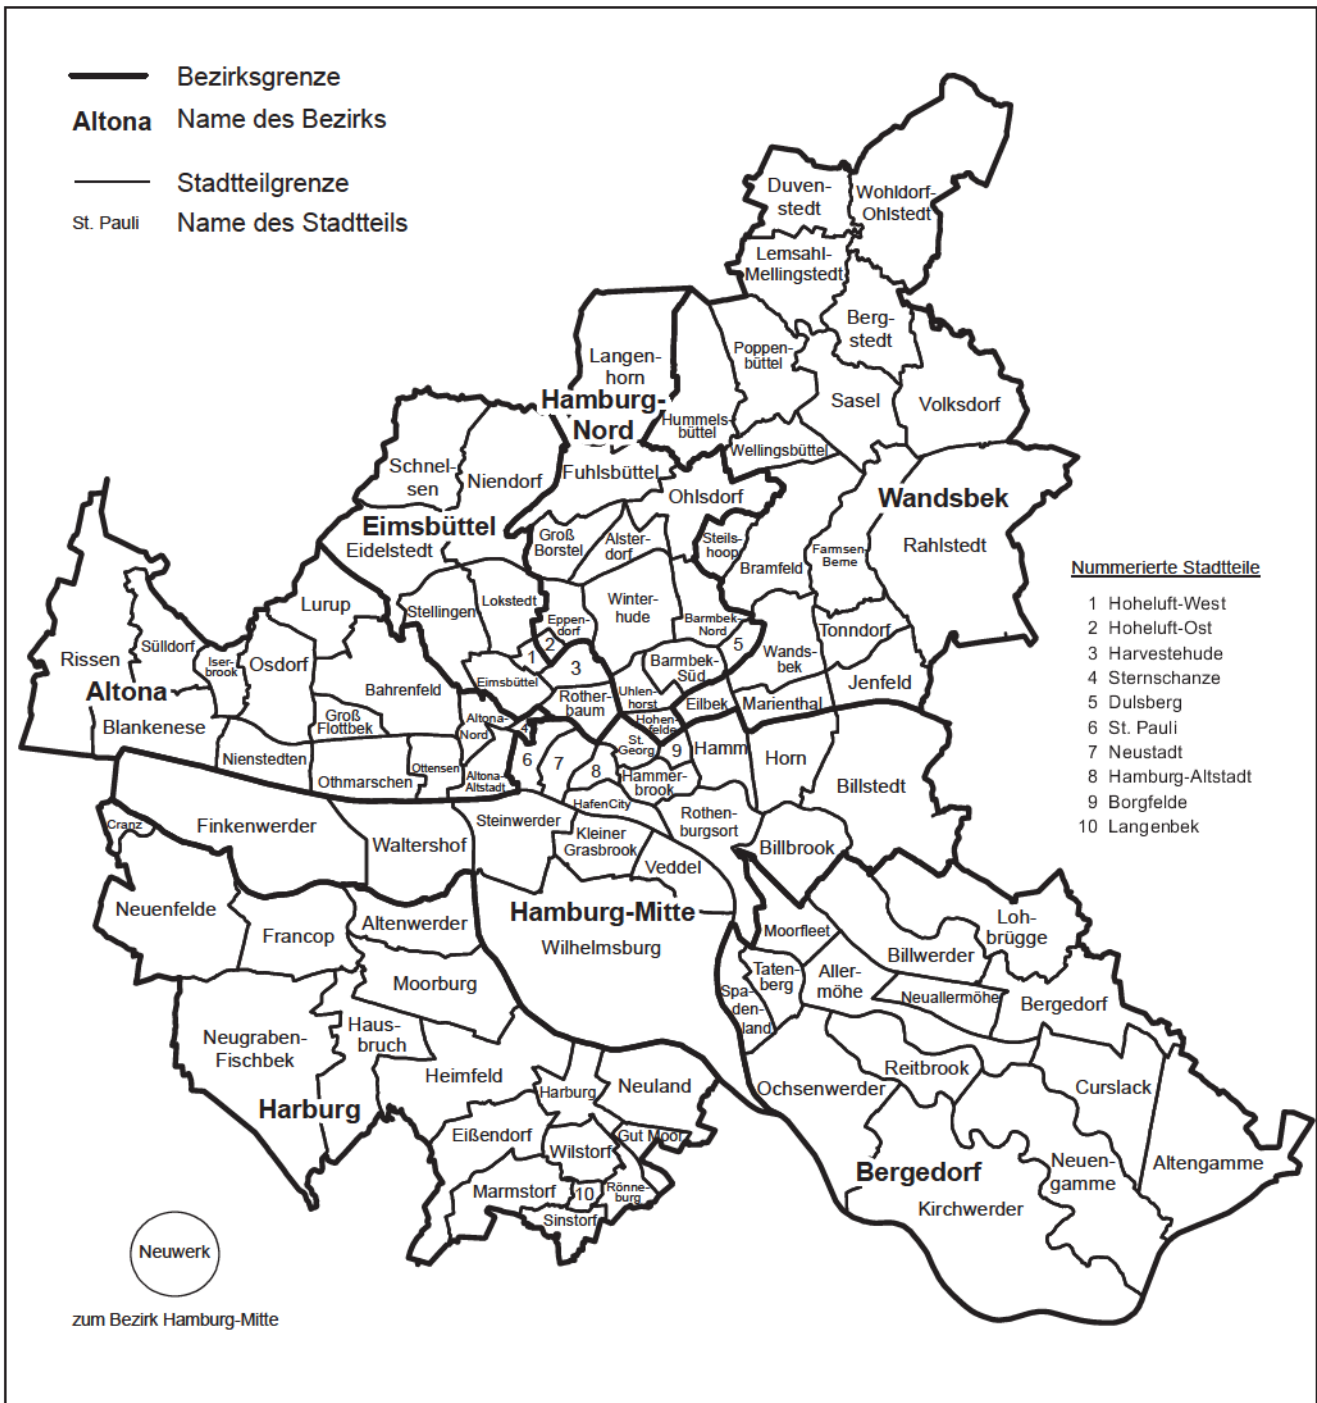 Bezirksgrenze
Altona Name des Bezirks
Stadtteilgrenze
St. Pauli Name des Stadtteils
Duven-
stedt
Wohldorf-
Ohlstedt
Lemsahl-
Mellingstedt
Berg-
stedt
Poppen-
büttel
Langen-
horn
Hamburg-
Nord
Hummels-
büttel
Sasel
Volksdorf
Wellingsbüttel
Schnel-
sen
Niendorf
Fuhlsbüttel
Ohlsdorf
Wandsbek
Eimsbüttel
Eidelstedt
Groß
Borstel
Alster-
dorf
Steils-
hoop
Bramfeld
Farmsen-
Berne
Rahlstedt
Nummerierte Stadtteile
1 Hoheluft-West
2 Hoheluft-Ost
3 Harvestehude
4 Sternschanze
5 Dulsberg
6 St. Pauli
7 Neustadt
8 Hamburg-Altstadt
9 Borgfelde
10 Langenbek
Lurup
Stellingen
Lokstedt
Eppen-
dorf
Winter-
hude
Barmbek-
Nord
5
Tonndorf
Wands-
bek
Jenfeld
Rissen
Sülldorf
Iser-
brook
Osdorf
Altona
Blankenese
Bahrenfeld
Groß
Flottbek
Eimsbüttel
1
2
3
Rother-
baum
Barmbek-
Süd
Uhlen-
horst
Eilbek
Marienthal
Hohen-
felde
Nienstedten
Othmarschen
Ottensen
Altona-
Nord
Altona-
Altstadt
4
6
7
8
St.
Georg
9
Hamm
Horn
Billstedt
Hammer-
brook
HafenCity
Rothen-
burgsort
Billbrook
Cranz
Finkenwerder
Waltershof
Steinwerder
Kleiner
Grasbrook
Veddel
Hamburg-Mitte
Wilhelmsburg
Neuenfelde
Francop
Altenwerder
Moorburg
Moorfleet
Billwerder
Loh-
brügge
Taten-
berg
Aller-
möhe
Neuallermöhe
Bergedorf
Spa-
den-
land
Neugraben-
Fischbek
Haus-
bruch
Heimfeld
Harburg
Harburg
Neuland
Ochsenwerder
Reitbrook
Curslack
Eißendorf
Wilstorf
Gut Moor
Marmstorf
10
Rönne-
burg
Sinstorf
Bergedorf
Kirchwerder
Neuen-
gamme
Altengamme
Neuwerk
zum Bezirk Hamburg-Mitte